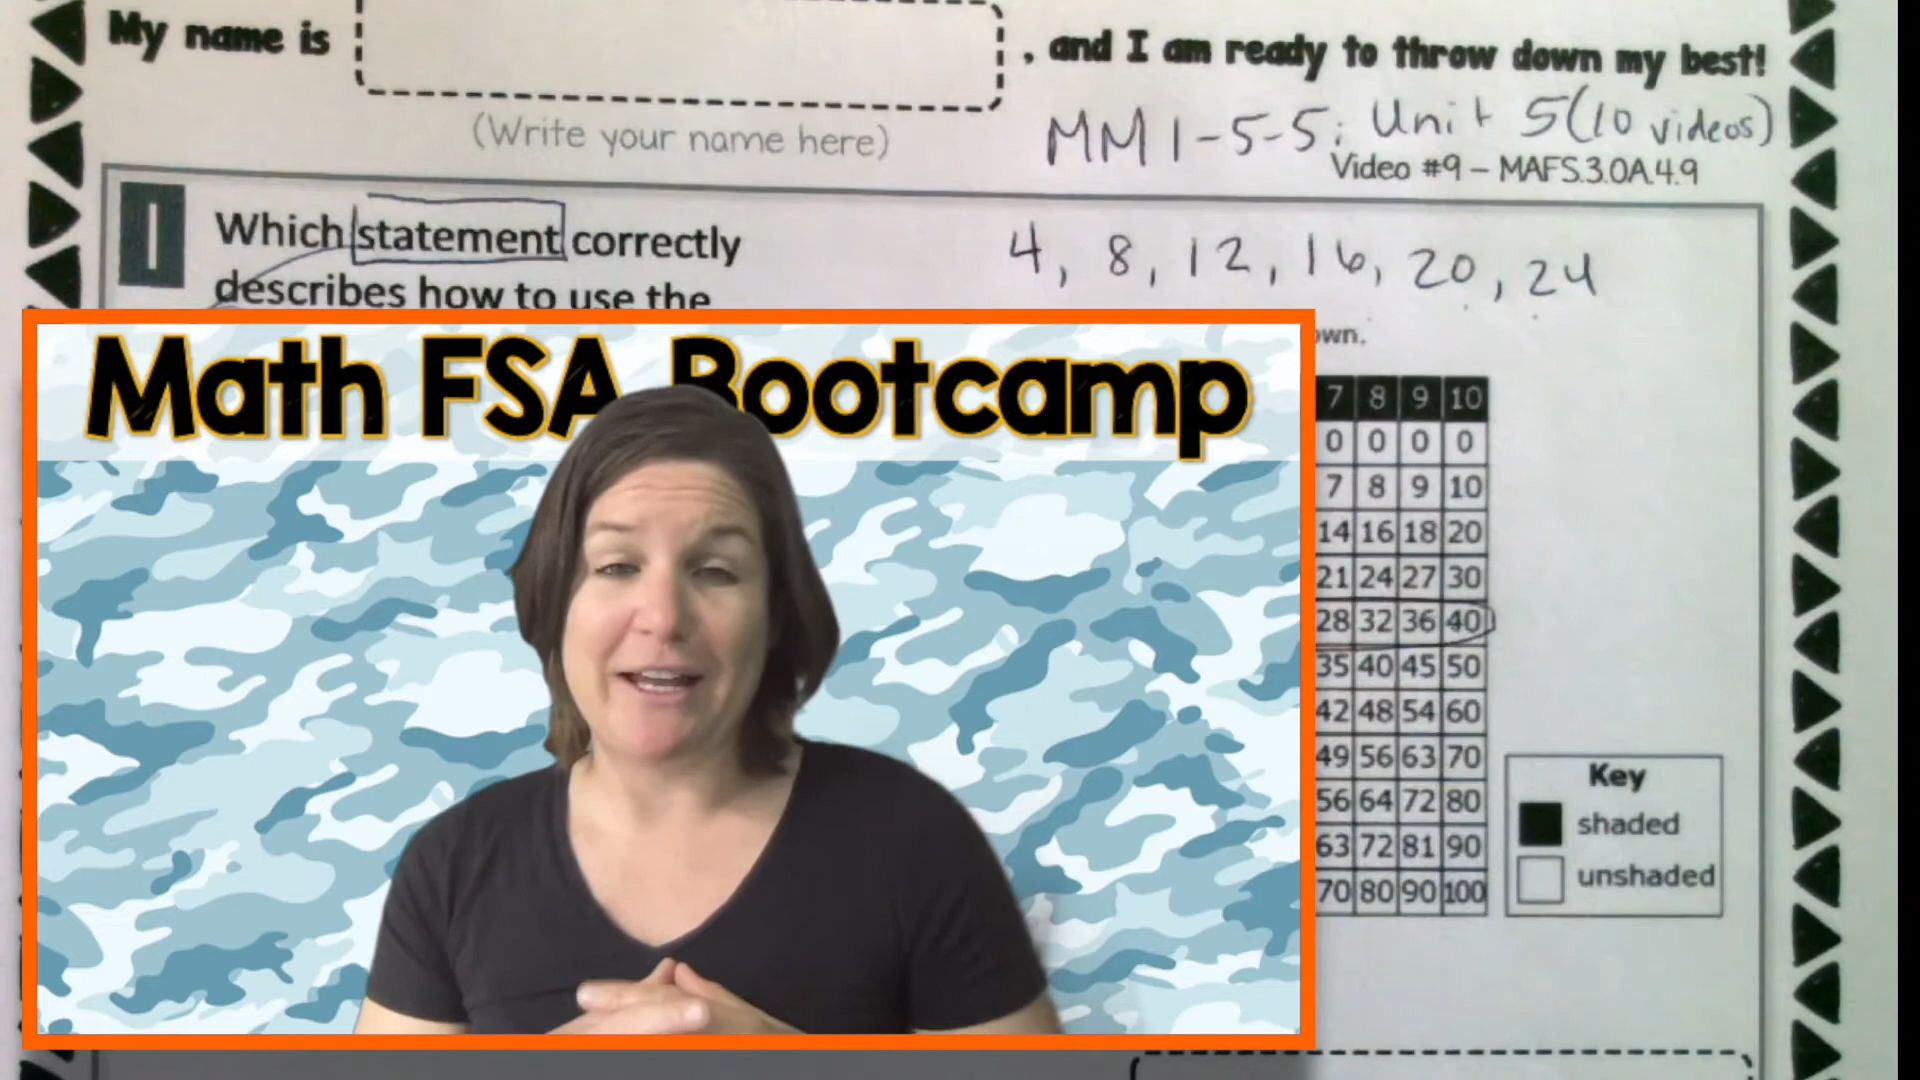 My name is , and I am ready to throw down my best!
(Write your name here)
MM1-5-5: Unit 5(10 videos)
Video #9 – MAFS.3.OA.4.9
1
Which statement correctly
describes how to use the
4, 8, 12, 16, 20, 24
own.
Math FSA Bootcamp
7 8 9 10
0 0 0 0
7 8 9 10
14 16 18 20
21 24 27 30
28 32 36 40
35 40 45 50
42 48 54 60
49 56 63 70
56 64 72 80
63 72 81 90
70 80 90 100
Key
shaded
unshaded